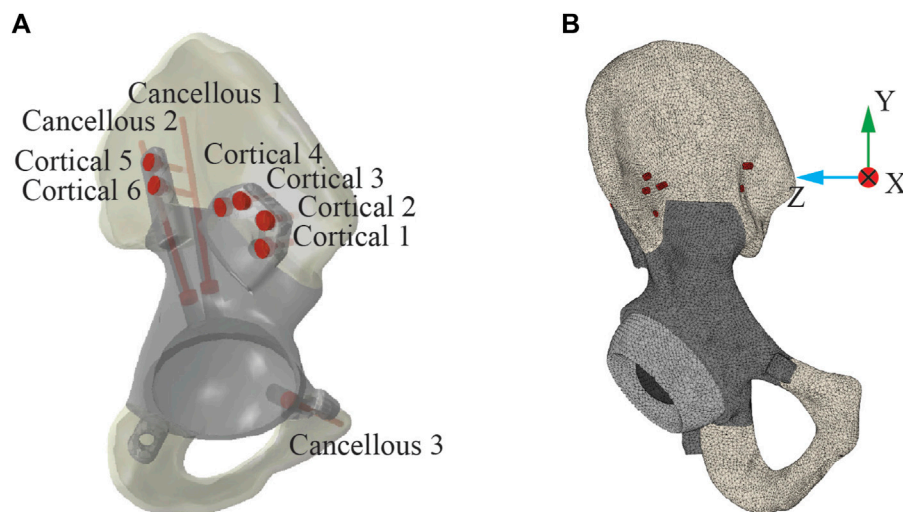 A
Cancellous 1
Cancellous 2
Cortical 5
Cortical 6
Cortical 4
Cortical 3
Cortical 2
Cortical 1
Cancellous 3
B
Y
Z
X